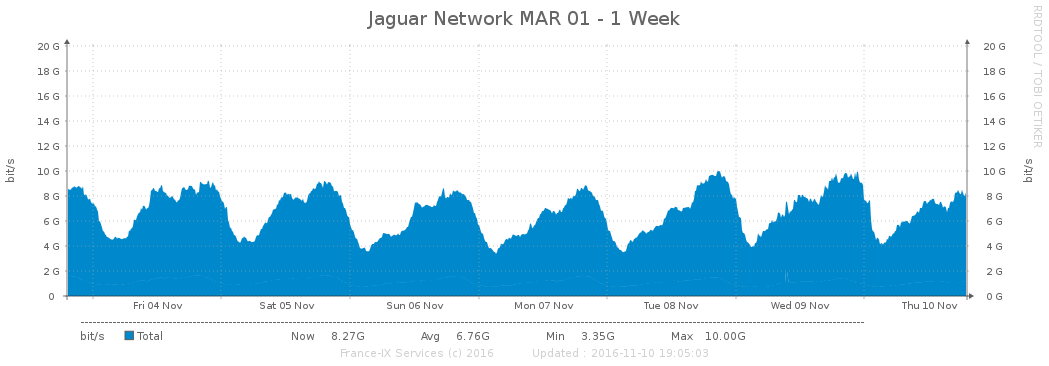 Jaguar Network MAR 01 - 1 Week
RRDTOOL / TOBI OETIKER
bit/s
20 G 20 G
18 G 18 G
16 G 16 G
14 G 14 G
12 G 12 G
10 G 10 G
8 G 8 G
6 G 6 G
4 G 4 G
2 G 2 G
0 0 G
bit/s
Fri 04 Nov Sat 05 Nov Sun 06 Nov Mon 07 Nov Tue 08 Nov Wed 09 Nov Thu 10 Nov
bit/s Total Now 8.27G Avg 6.76G Min 3.35G Max 10.00G
France-IX Services (c) 2016 Updated : 2016-11-10 19:05:03